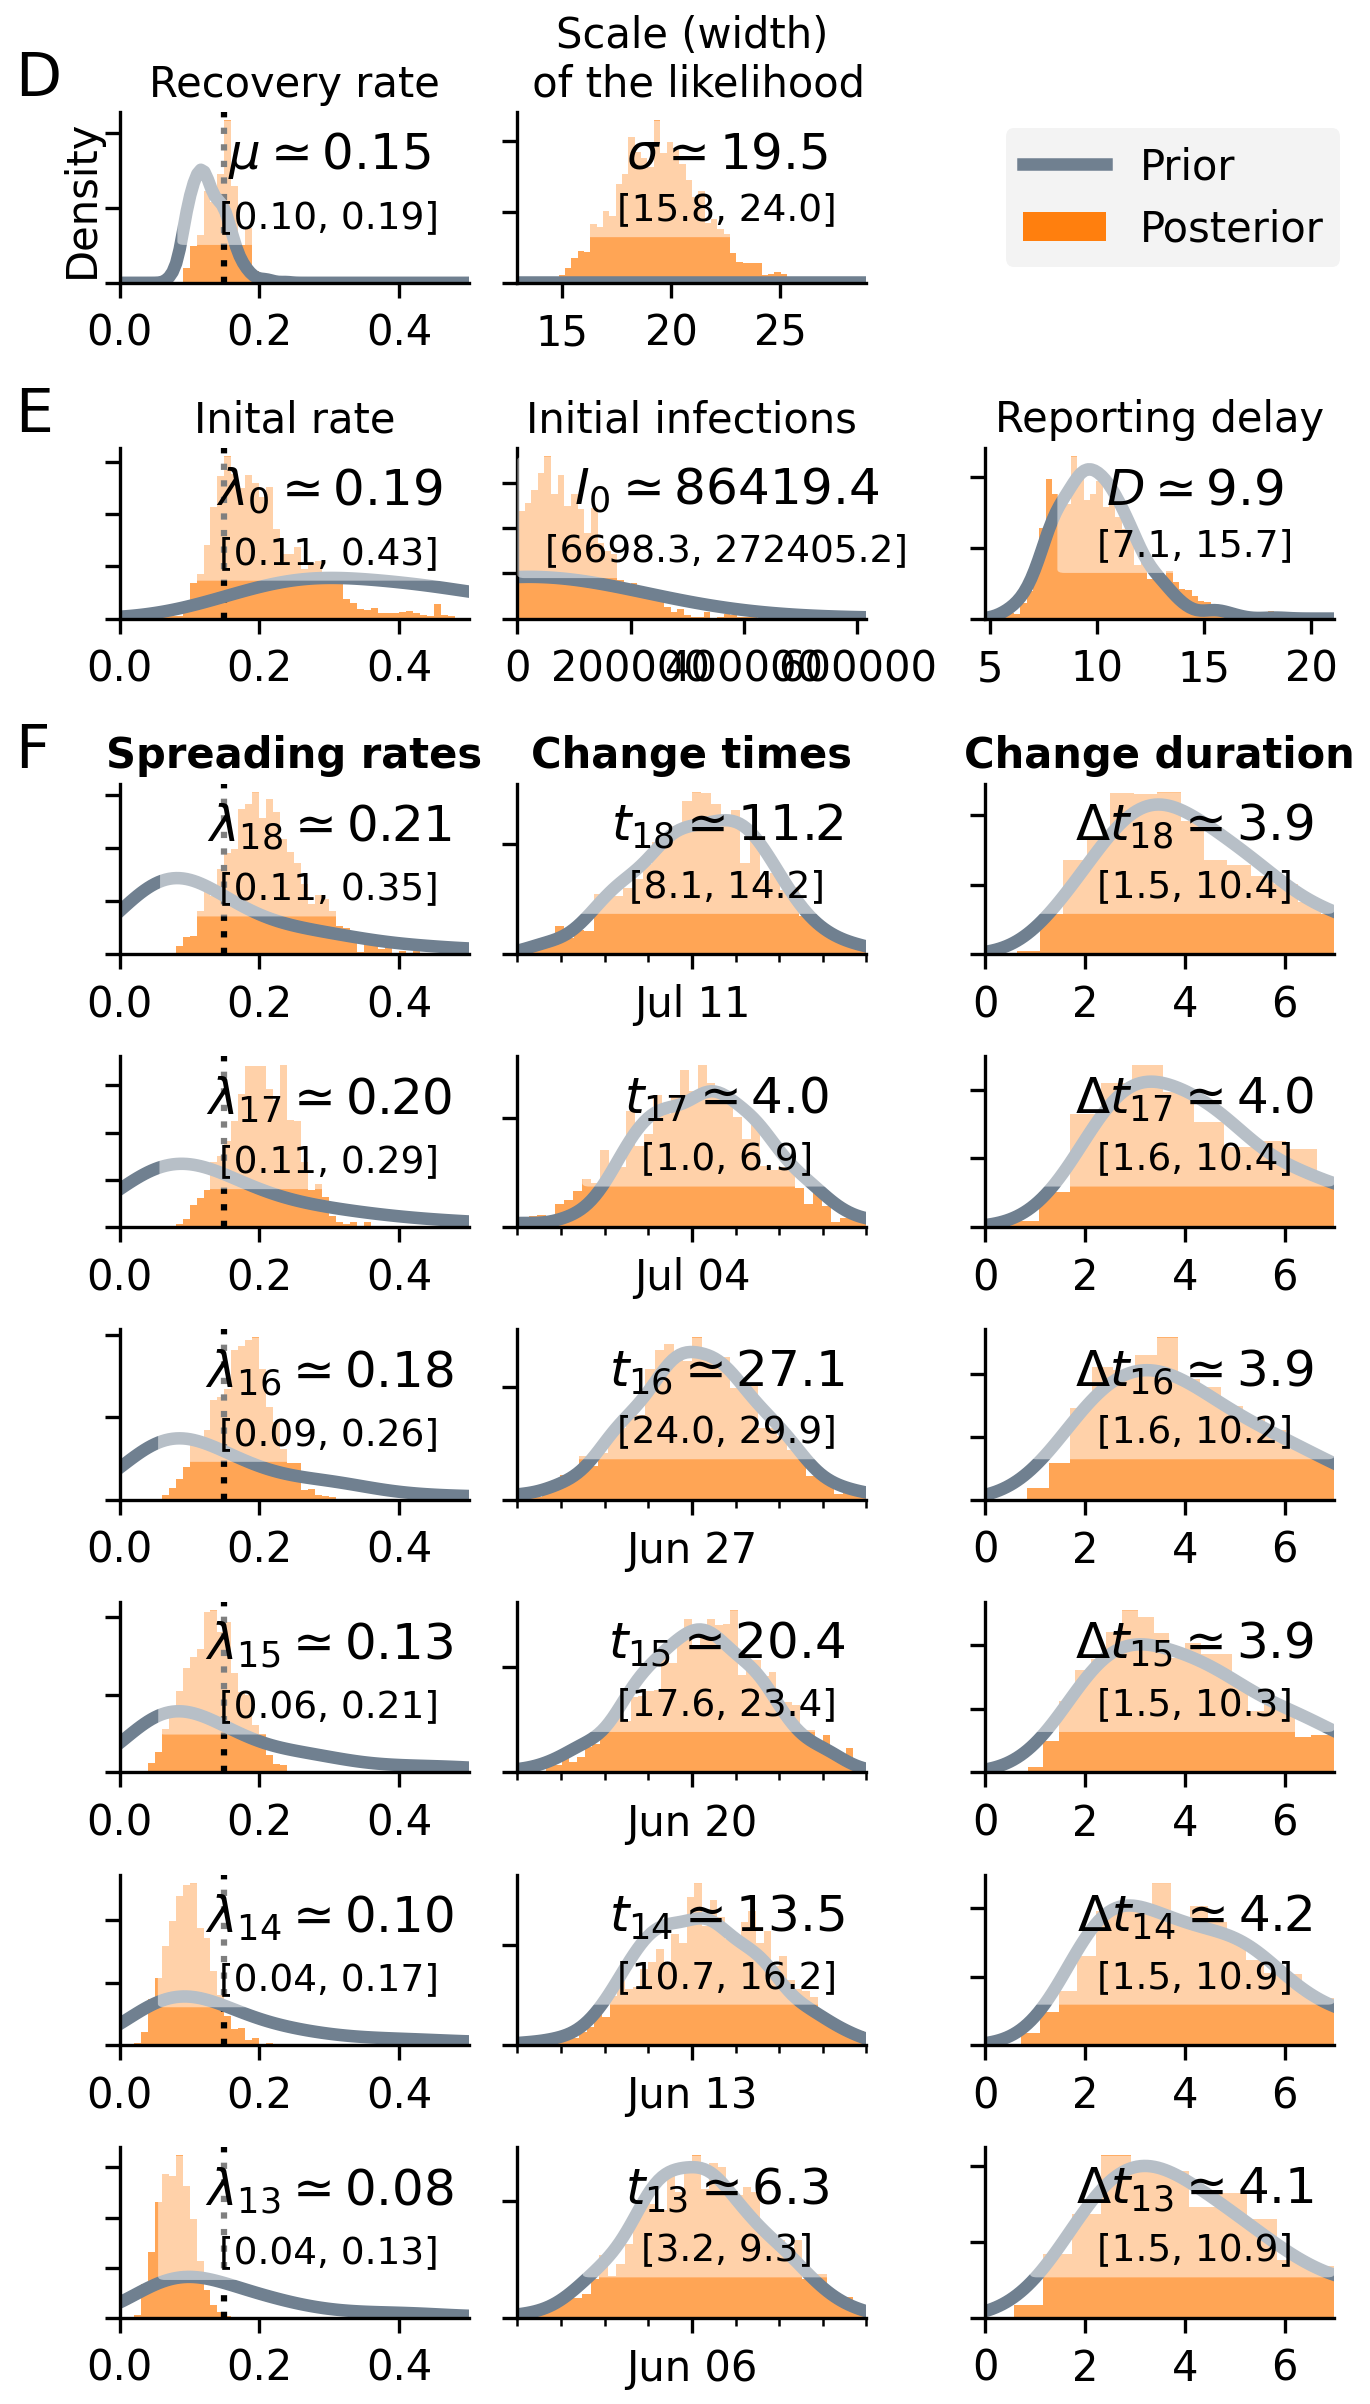 D
Recovery rate
Scale (width)
of the likelihood
Density
μ ≃ 0.15
[0.10, 0.19]
0.0 0.2 0.4
σ ≃ 19.5
[15.8, 24.0]
15 20 25
Prior
Posterior
E
Inital rate
λ0 ≃ 0.19
[0.11, 0.43]
0.0 0.2 0.4
Initial infections
I0 ≃ 86419.4
[6698.3, 272405.2]
0 200000 400000 600000
Reporting delay
D ≃ 9.9
[7.1, 15.7]
5 10 15 20
F
Spreading rates
Change times
Change duration
λ18 ≃ 0.21
[0.11, 0.35]
0.0 0.2 0.4
t18 ≃ 11.2
[8.1, 14.2]
Jul 11
Δt18 ≃ 3.9
[1.5, 10.4]
0 2 4 6
λ17 ≃ 0.20
[0.11, 0.29]
0.0 0.2 0.4
t17 ≃ 4.0
[1.0, 6.9]
Jul 04
Δt17 ≃ 4.0
[1.6, 10.4]
0 2 4 6
λ16 ≃ 0.18
[0.09, 0.26]
0.0 0.2 0.4
t16 ≃ 27.1
[24.0, 29.9]
Jun 27
Δt16 ≃ 3.9
[1.6, 10.2]
0 2 4 6
λ15 ≃ 0.13
[0.06, 0.21]
0.0 0.2 0.4
t15 ≃ 20.4
[17.6, 23.4]
Jun 20
Δt15 ≃ 3.9
[1.5, 10.3]
0 2 4 6
λ14 ≃ 0.10
[0.04, 0.17]
0.0 0.2 0.4
t14 ≃ 13.5
[10.7, 16.2]
Jun 13
Δt14 ≃ 4.2
[1.5, 10.9]
0 2 4 6
λ13 ≃ 0.08
[0.04, 0.13]
0.0 0.2 0.4
t13 ≃ 6.3
[3.2, 9.3]
Jun 06
Δt13 ≃ 4.1
[1.5, 10.9]
0 2 4 6